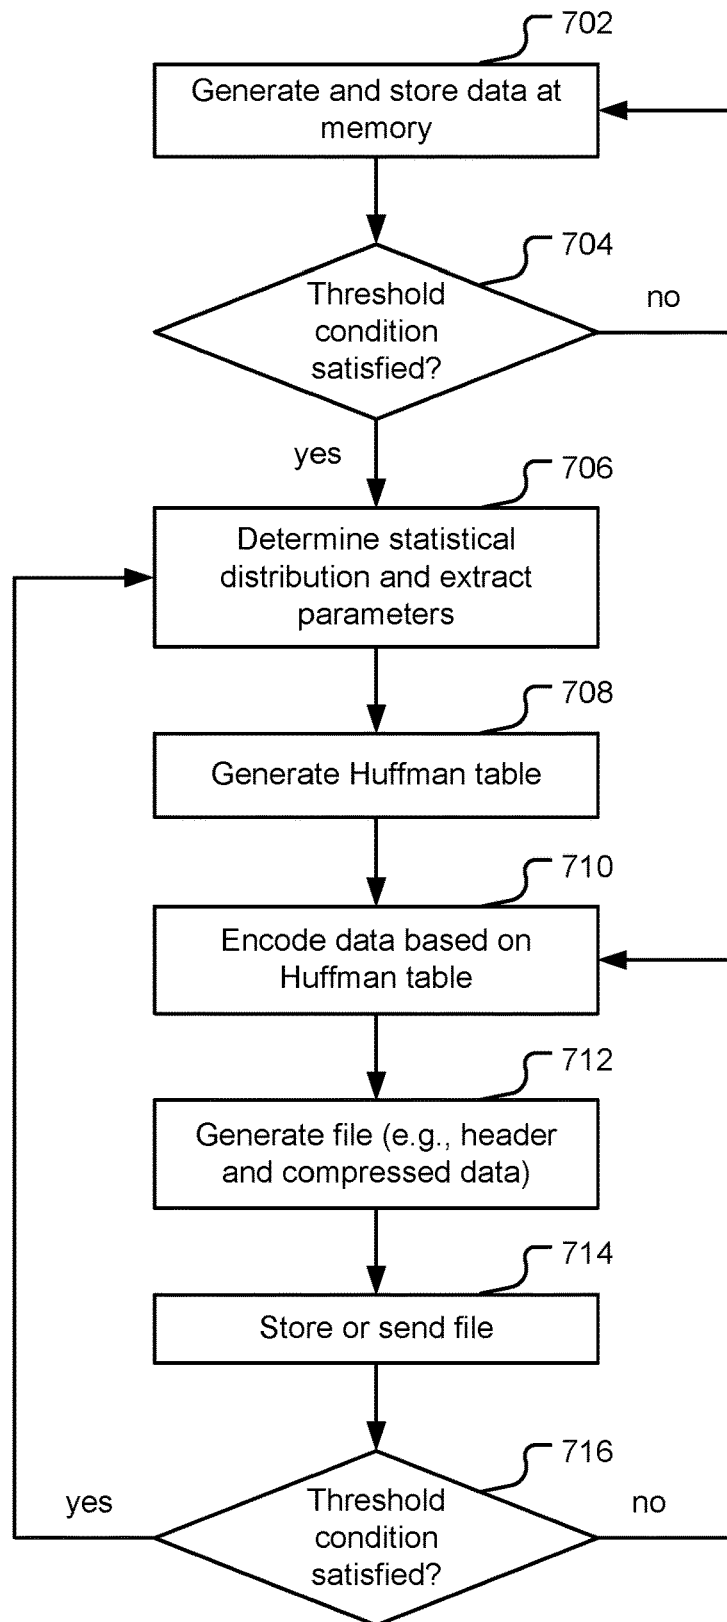 702
Generate and store data at
memory
704
Threshold
condition
satisfied?
no
yes
706
Determine statistical
distribution and extract
parameters
708
Generate Huffman table
710
Encode data based on
Huffman table
712
Generate file (e.g., header
and compressed data)
714
Store or send file
716
yes
Threshold
condition
satisfied?
no